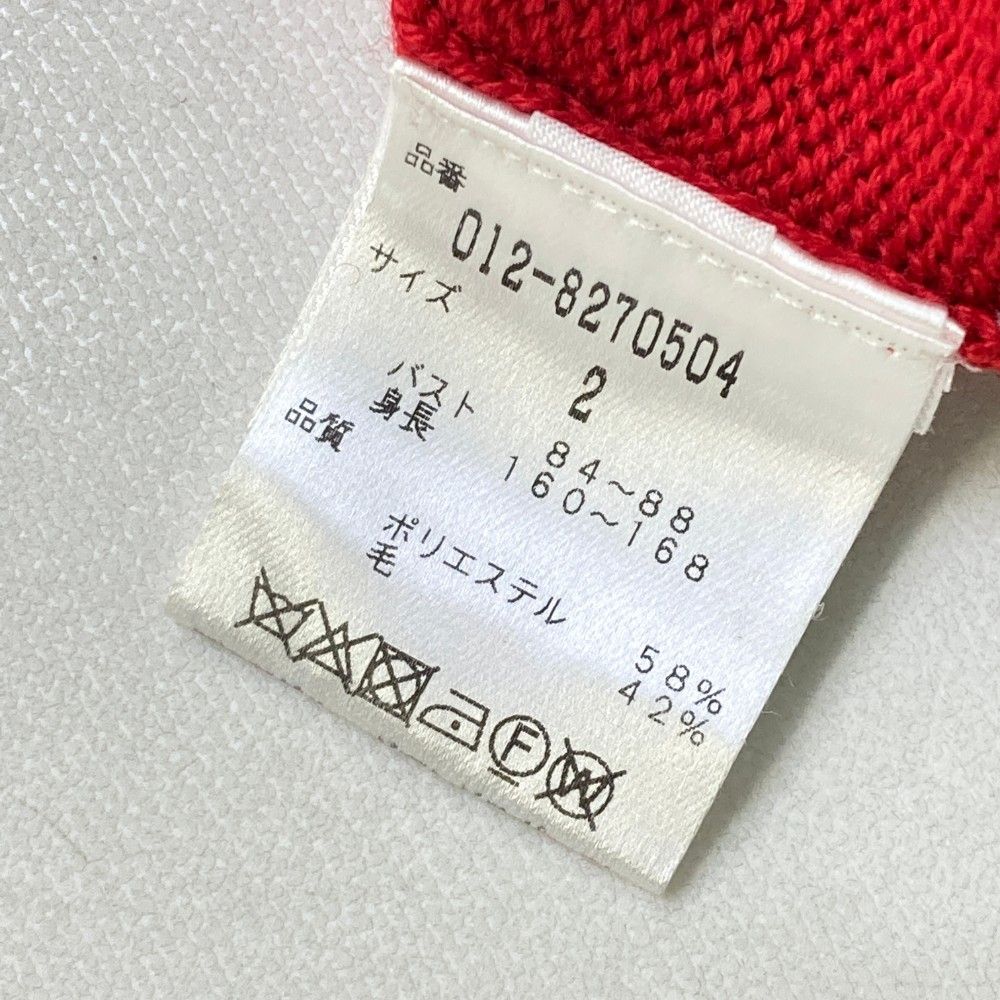 品番
012-8270504
サイズ 2
バスト 84~88
身長 160~168
品質
ポリエステル 58%
毛 42%
F
W